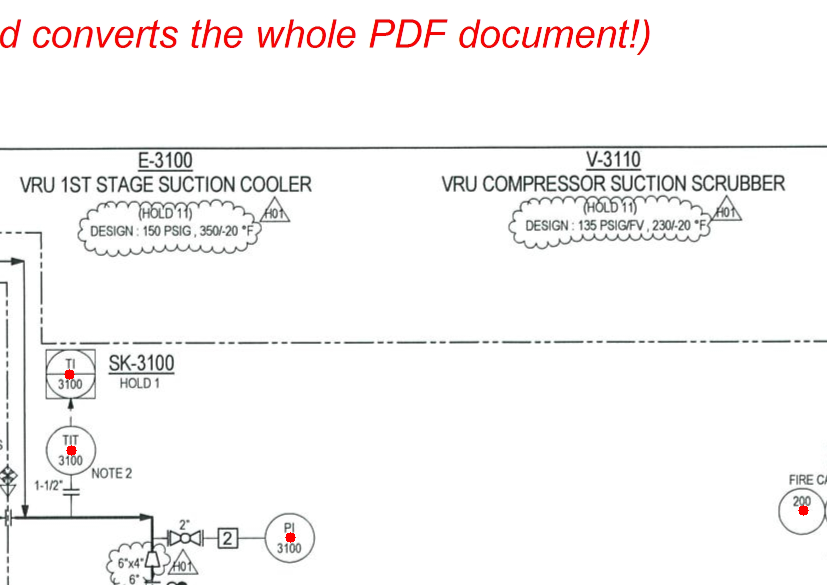 d converts the whole PDF document!)
E-3100
VRU 1ST STAGE SUCTION COOLER
(HOLD 11)
DESIGN : 150 PSIG , 350/-20 °F
H01
V-3110
VRU COMPRESSOR SUCTION SCRUBBER
(HOLD 11)
DESIGN : 135 PSIG/FV , 230/-20 °F
H01
TI
3100
SK-3100
HOLD 1
TIT
3100
NOTE 2
1-1/2"
S
FIRE CA
200
2"
2
PI
3100
6"x4"
H01
6"